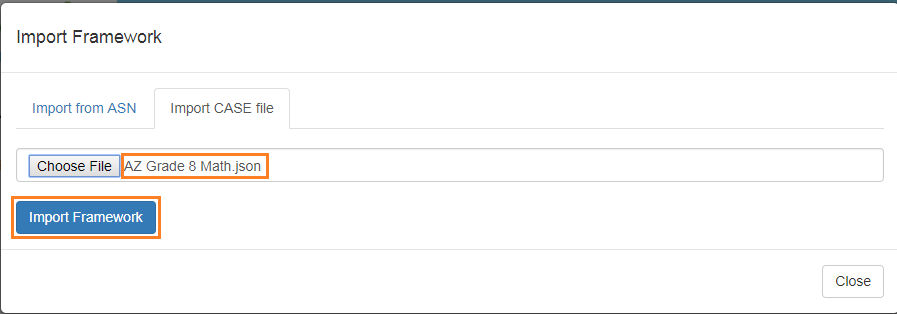 Import Framework
Import from ASN Import CASE file
Choose File AZ Grade 8 Math.json
Import Framework
Close